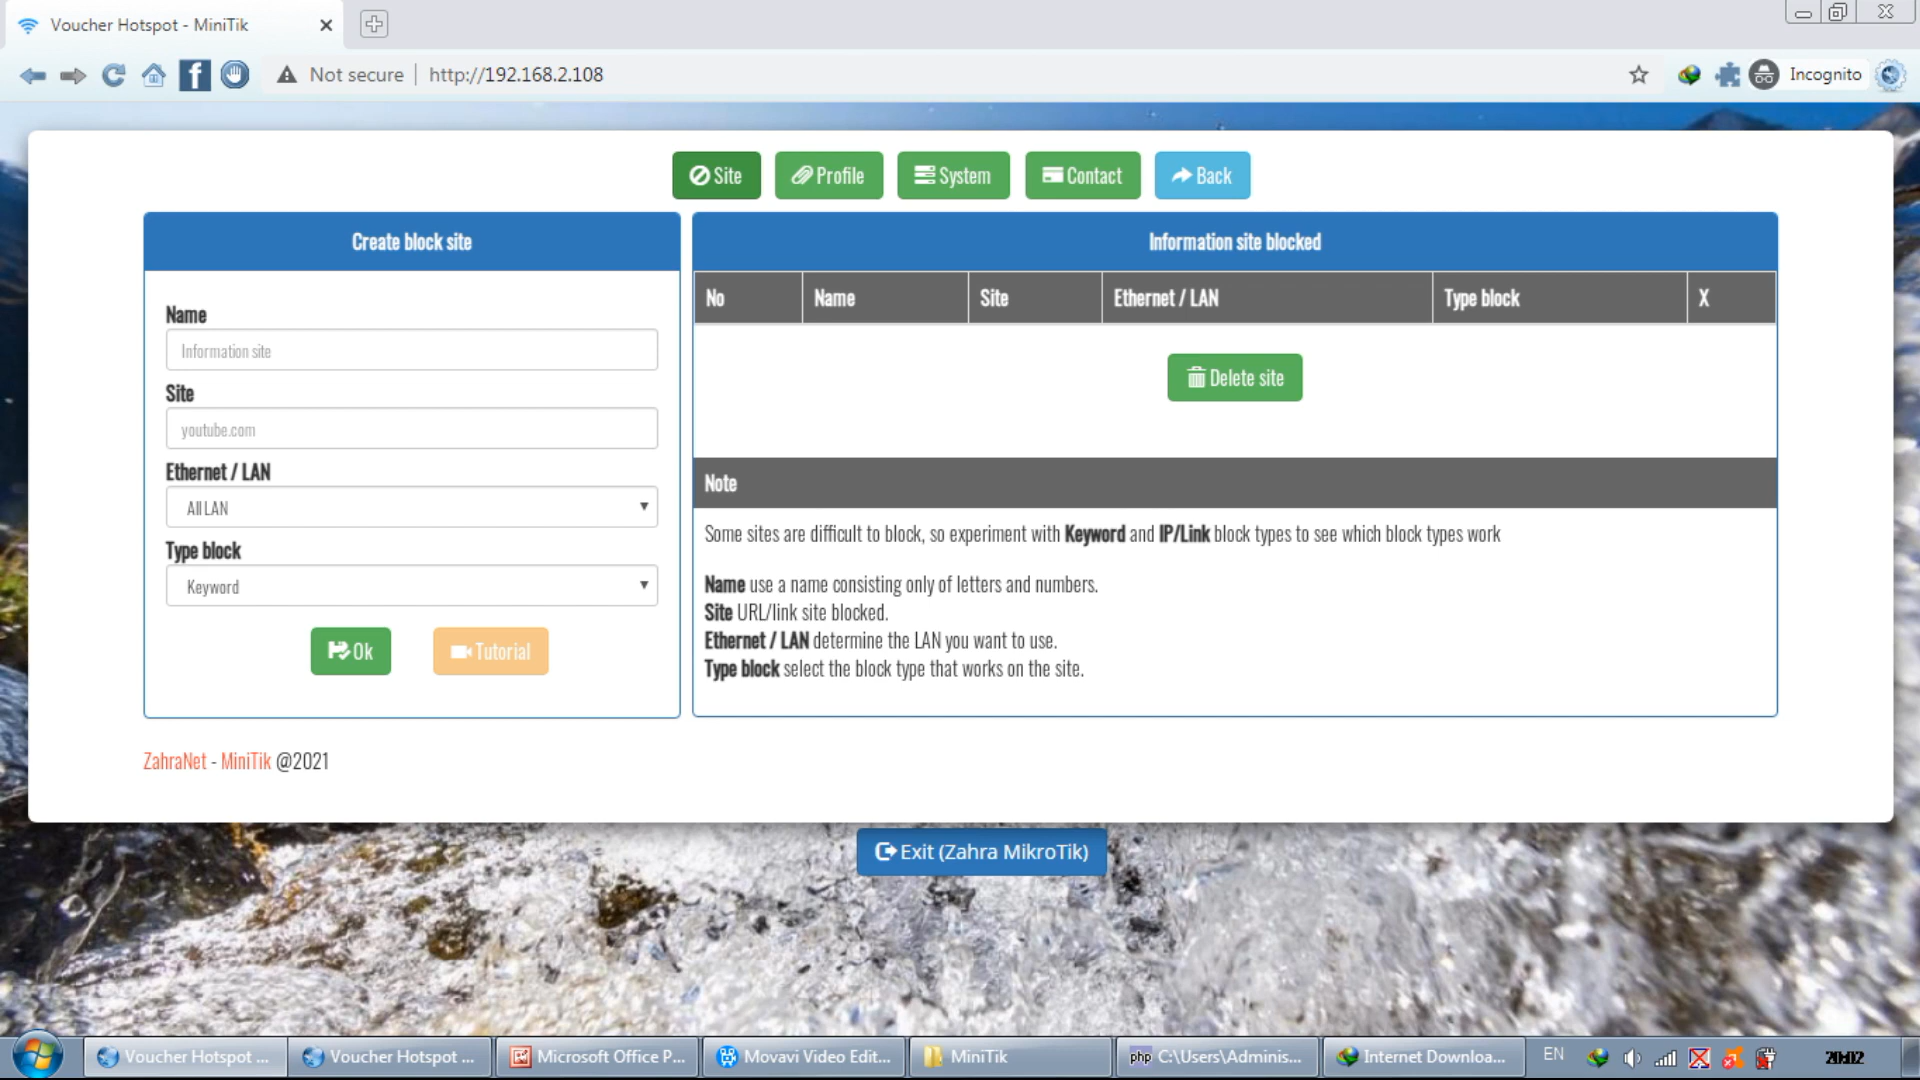 Voucher Hotspot - MiniTik
Not secure
http://192.168.2.108
Incognito
Site
Profile
System
Contact
Back
Create block site
Name
Information site
Site
youtube.com
Ethernet / LAN
All LAN
Type block
Keyword
Ok
Tutorial
Information site blocked
No Name Site Ethernet / LAN Type block X
Delete site
Note
Some sites are difficult to block, so experiment with Keyword and IP/Link block types to see which block types work
Name use a name consisting only of letters and numbers.
Site URL/link site blocked.
Ethernet / LAN determine the LAN you want to use.
Type block select the block type that works on the site.
ZahraNet - MiniTik @2021
Exit (Zahra MikroTik)
Voucher Hotspot ...
Voucher Hotspot ...
Microsoft Office P...
Movavi Video Edit...
MiniTik
php C:\Users\Adminis...
Internet Downloa...
EN
20:02